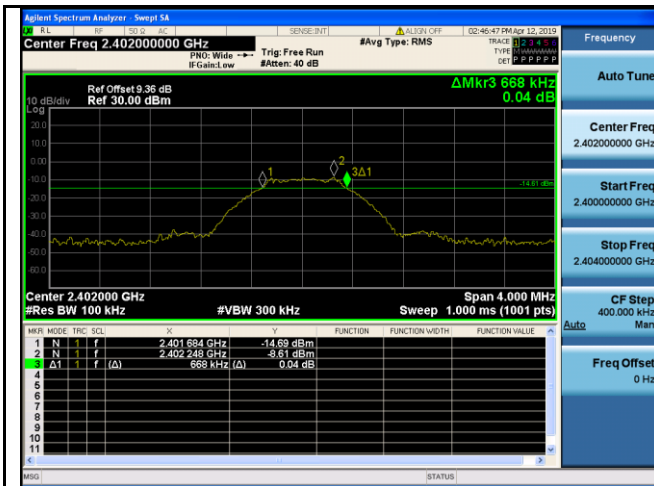 Agilent Spectrum Analyzer - Swept SA
RL RF 50 Ω AC SENSE:INT ALIGN OFF 02:46:47 PM Apr 12, 2019
Center Freq 2.402000000 GHz
PNO: Wide
IFGain:Low
Trig: Free Run
#Atten: 40 dB
#Avg Type: RMS
TRACE 1 2 3 4 5 6
TYPE
DET P P P P P P
Frequency
Auto Tune
Center Freq
2.402000000 GHz
Start Freq
2.400000000 GHz
Stop Freq
2.404000000 GHz
CF Step
400.000 kHz
Auto Man
Freq Offset
0 Hz
ΔMkr3 668 kHz
0.04 dB
Ref Offset 9.36 dB
10 dB/div Ref 30.00 dBm
Log
20.0
10.0
0.00
-10.0
-20.0
-30.0
-40.0
-50.0
-60.0
1
2
3Δ1
-14.61 dBm
Center 2.402000 GHz Span 4.000 MHz
#Res BW 100 kHz #VBW 300 kHz Sweep 1.000 ms (1001 pts)
MKR MODE TRC SCL X Y FUNCTION FUNCTION WIDTH FUNCTION VALUE
1 N 1 f 2.401 684 GHz -14.69 dBm
2 N 1 f 2.402 248 GHz -8.61 dBm
3 Δ1 1 f (Δ) 668 kHz (Δ) 0.04 dB
4
5
6
7
8
9
10
11
MSG STATUS